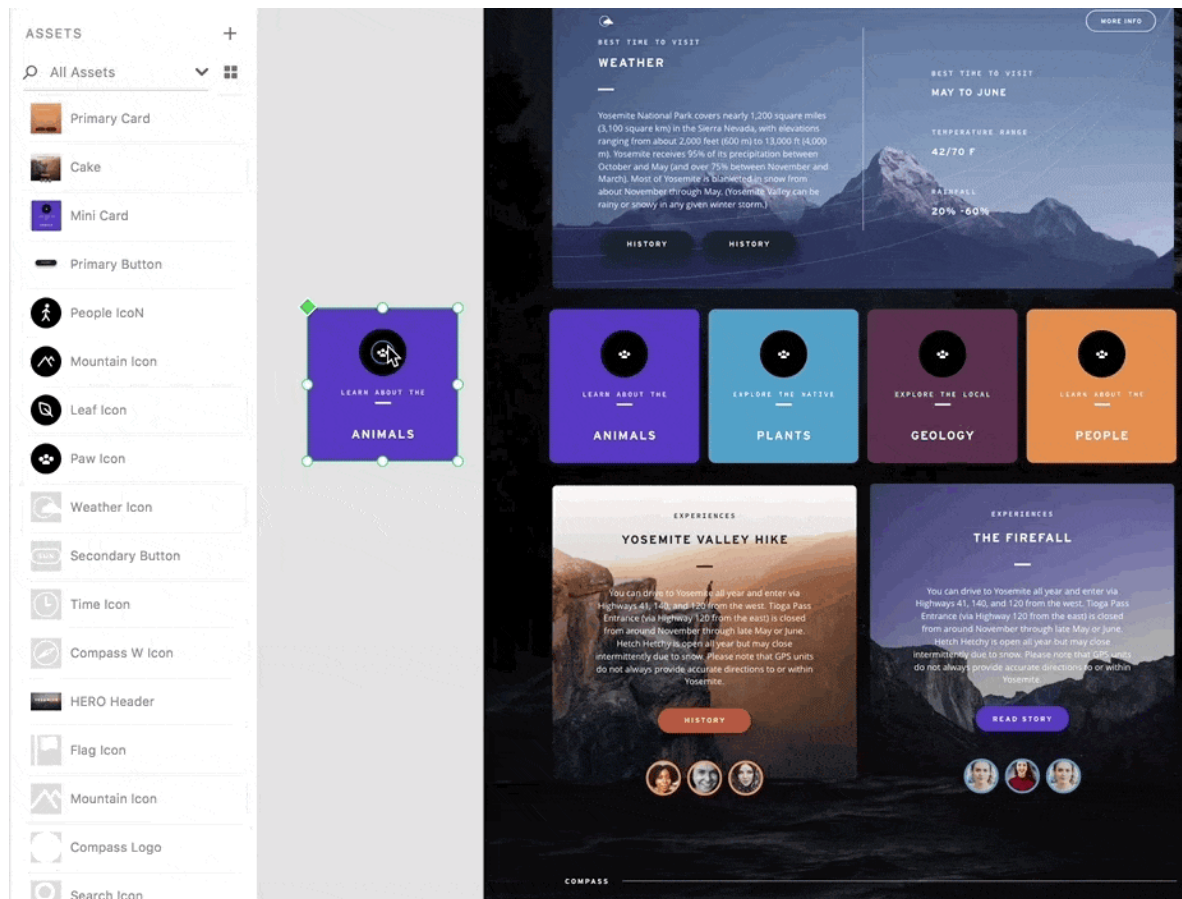 ASSETS
All Assets
Primary Card
Cake
Mini Card
Primary Button
People IcoN
Mountain Icon
Leaf Icon
Paw Icon
Weather Icon
Secondary Button
Time Icon
Compass W Icon
HERO Header
Flag Icon
Mountain Icon
Compass Logo
Search Icon
LEARN ABOUT THE
ANIMALS
MORE INFO
BEST TIME TO VISIT
WEATHER
Yosemite National Park covers nearly 1,200 square miles
(3,100 square km) in the Sierra Nevada, with elevations
ranging from about 2,000 feet (600 m) to 13,000 ft (4,000
m). Yosemite receives 95% of its precipitation between
October and May (and over 75% between November and
March). Most of Yosemite is blanketed in snow from
about November through May. (Yosemite Valley can be
rainy or snowy in any given winter storm.)
HISTORY
HISTORY
BEST TIME TO VISIT
MAY TO JUNE
TEMPERATURE RANGE
42/70 F
RAINFALL
20% -60%
LEARN ABOUT THE
ANIMALS
EXPLORE THE NATIVE
PLANTS
EXPLORE THE LOCAL
GEOLOGY
LEARN ABOUT THE
PEOPLE
EXPERIENCES
YOSEMITE VALLEY HIKE
You can drive to Yosemite all year and enter via
Highways 41, 140, and 120 from the west. Tioga Pass
Entrance (via Highway 120 from the east) is closed
from around November through late May or June.
Hetch Hetchy is open all year but may close
intermittently due to snow. Please note that GPS units
do not always provide accurate directions to or within
Yosemite.
HISTORY
EXPERIENCES
THE FIREFALL
You can drive to Yosemite all year and enter via
Highways 41, 140, and 120 from the west. Tioga Pass
Entrance (via Highway 120 from the east) is closed
from around November through late May or June.
Hetch Hetchy is open all year but may close
intermittently due to snow. Please note that GPS units
do not always provide accurate directions to or within
Yosemite.
READ STORY
COMPASS